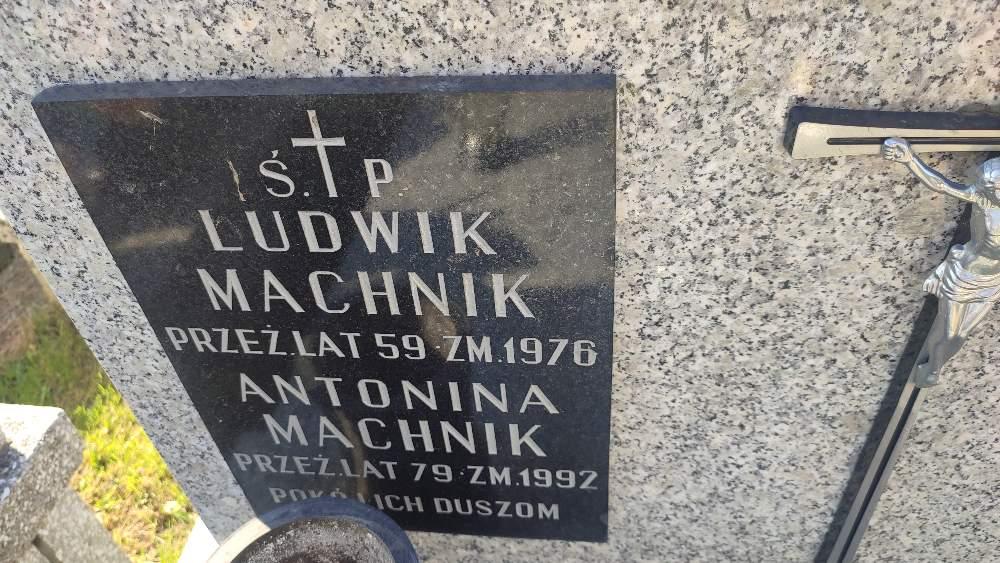 Ś.†P.
LUDWIK
MACHNIK
PRZEŻ.LAT 59 ZM.1976
ANTONINA
MACHNIK
PRZEŻ.LAT 79 ZM.1992
POKÓJ ICH DUSZOM